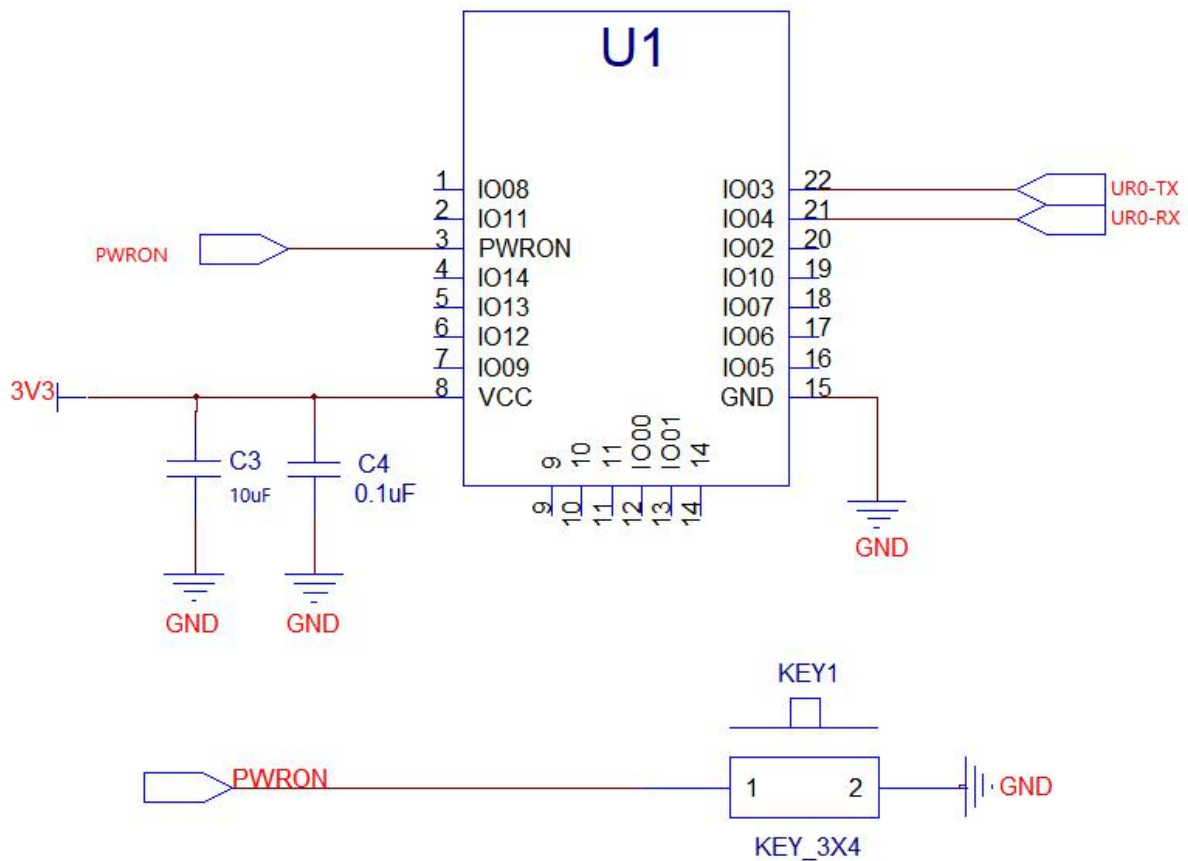 U1
1 IO08 IO03 22 UR0-TX
2 IO11 IO04 21 UR0-RX
PWRON 3 PWRON IO02 20
4 IO14 IO10 19
5 IO13 IO07 18
6 IO12 IO06 17
7 IO09 IO05 16
3V3 8 VCC GND 15
9 10 11 IO00 IO01 14
C3 C4
10uF 0.1uF
9 10 11 12 13 14
GND
GND GND
KEY1
PWRON 1 2 GND
KEY_3X4